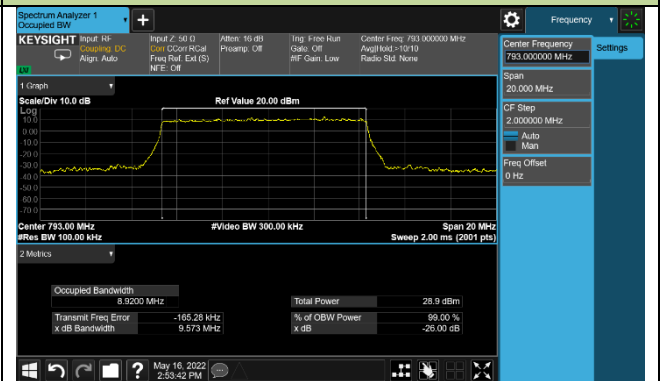 Spectrum Analyzer 1
Occupied BW
+
Frequency
KEYSIGHT
Input: RF
Coupling: DC
Align: Auto
Input Z: 50 Ω
Corr CCorr RCal
Freq Ref: Ext (S)
NFE: Off
Atten: 16 dB
Preamp: Off
Trig: Free Run
Gate: Off
#IF Gain: Low
Center Freq: 793.000000 MHz
Avg|Hold:>10/10
Radio Std: None
Center Frequency
793.000000 MHz
Settings
Span
20.000 MHz
CF Step
2.000000 MHz
Auto
Man
Freq Offset
0 Hz
1 Graph
Scale/Div 10.0 dB
Ref Value 20.00 dBm
Log
10.0
0.00
-10.0
-20.0
-30.0
-40.0
-50.0
-60.0
-70.0
Center 793.00 MHz
#Video BW 300.00 kHz
Span 20 MHz
#Res BW 100.00 kHz
Sweep 2.00 ms (2001 pts)
2 Metrics
Occupied Bandwidth
8.9200 MHz
Total Power
28.9 dBm
Transmit Freq Error
-165.28 kHz
% of OBW Power
99.00 %
x dB Bandwidth
9.573 MHz
x dB
-26.00 dB
?
May 16, 2022
2:53:42 PM